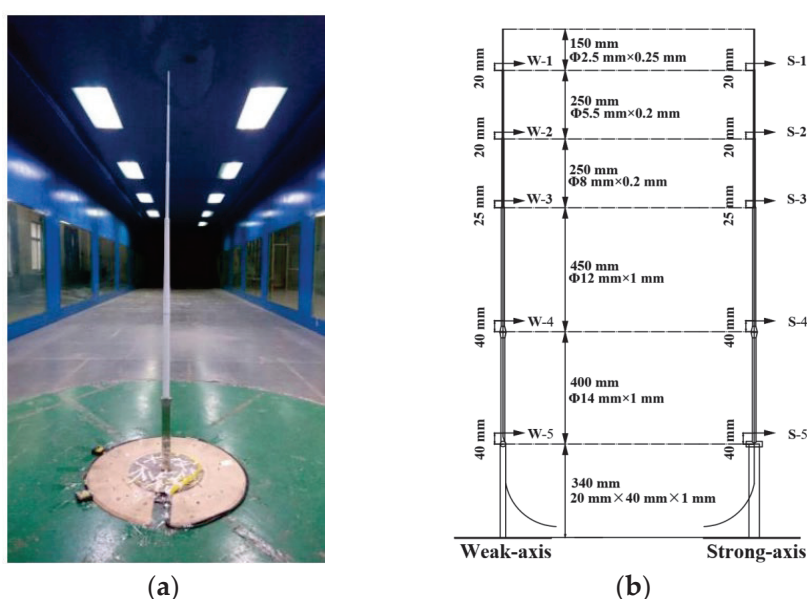 150 mm
Φ2.5 mm×0.25 mm
W-1
S-1
20 mm
20 mm
250 mm
Φ5.5 mm×0.2 mm
W-2
S-2
20 mm
20 mm
250 mm
Φ8 mm×0.2 mm
W-3
S-3
25 mm
25 mm
450 mm
Φ12 mm×1 mm
W-4
S-4
40 mm
40 mm
400 mm
Φ14 mm×1 mm
W-5
S-5
40 mm
40 mm
340 mm
20 mm×40 mm×1 mm
Weak-axis
Strong-axis
(a)
(b)